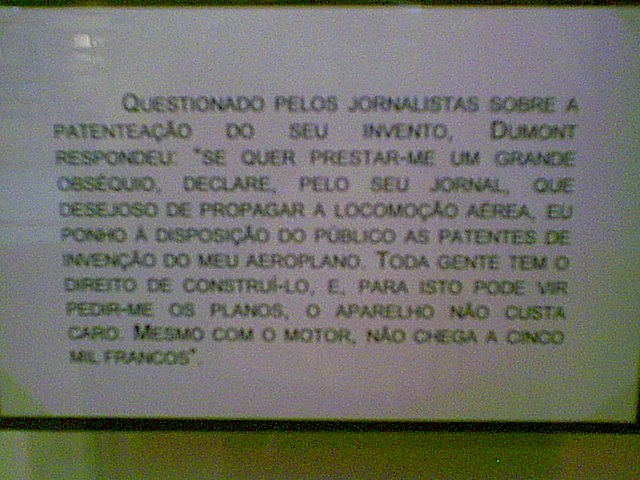 QUESTIONADO PELOS JORNALISTAS SOBRE A
PATENTEAÇÃO DO SEU INVENTO, DUMONT
RESPONDEU: "SE QUER PRESTAR-ME UM GRANDE
OBSÉQUIO, DECLARE, PELO SEU JORNAL, QUE
DESEJOSO DE PROPAGAR A LOCOMOÇÃO AÉREA, EU
PONHO À DISPOSIÇÃO DO PÚBLICO AS PATENTES DE
INVENÇÃO DO MEU AEROPLANO. TODA GENTE TEM O
DIREITO DE CONSTRUÍ-LO, E, PARA ISTO PODE VIR
PEDIR-ME OS PLANOS, O APARELHO NÃO CUSTA
CARO. MESMO COM O MOTOR, NÃO CHEGA A CINCO
MIL FRANCOS".